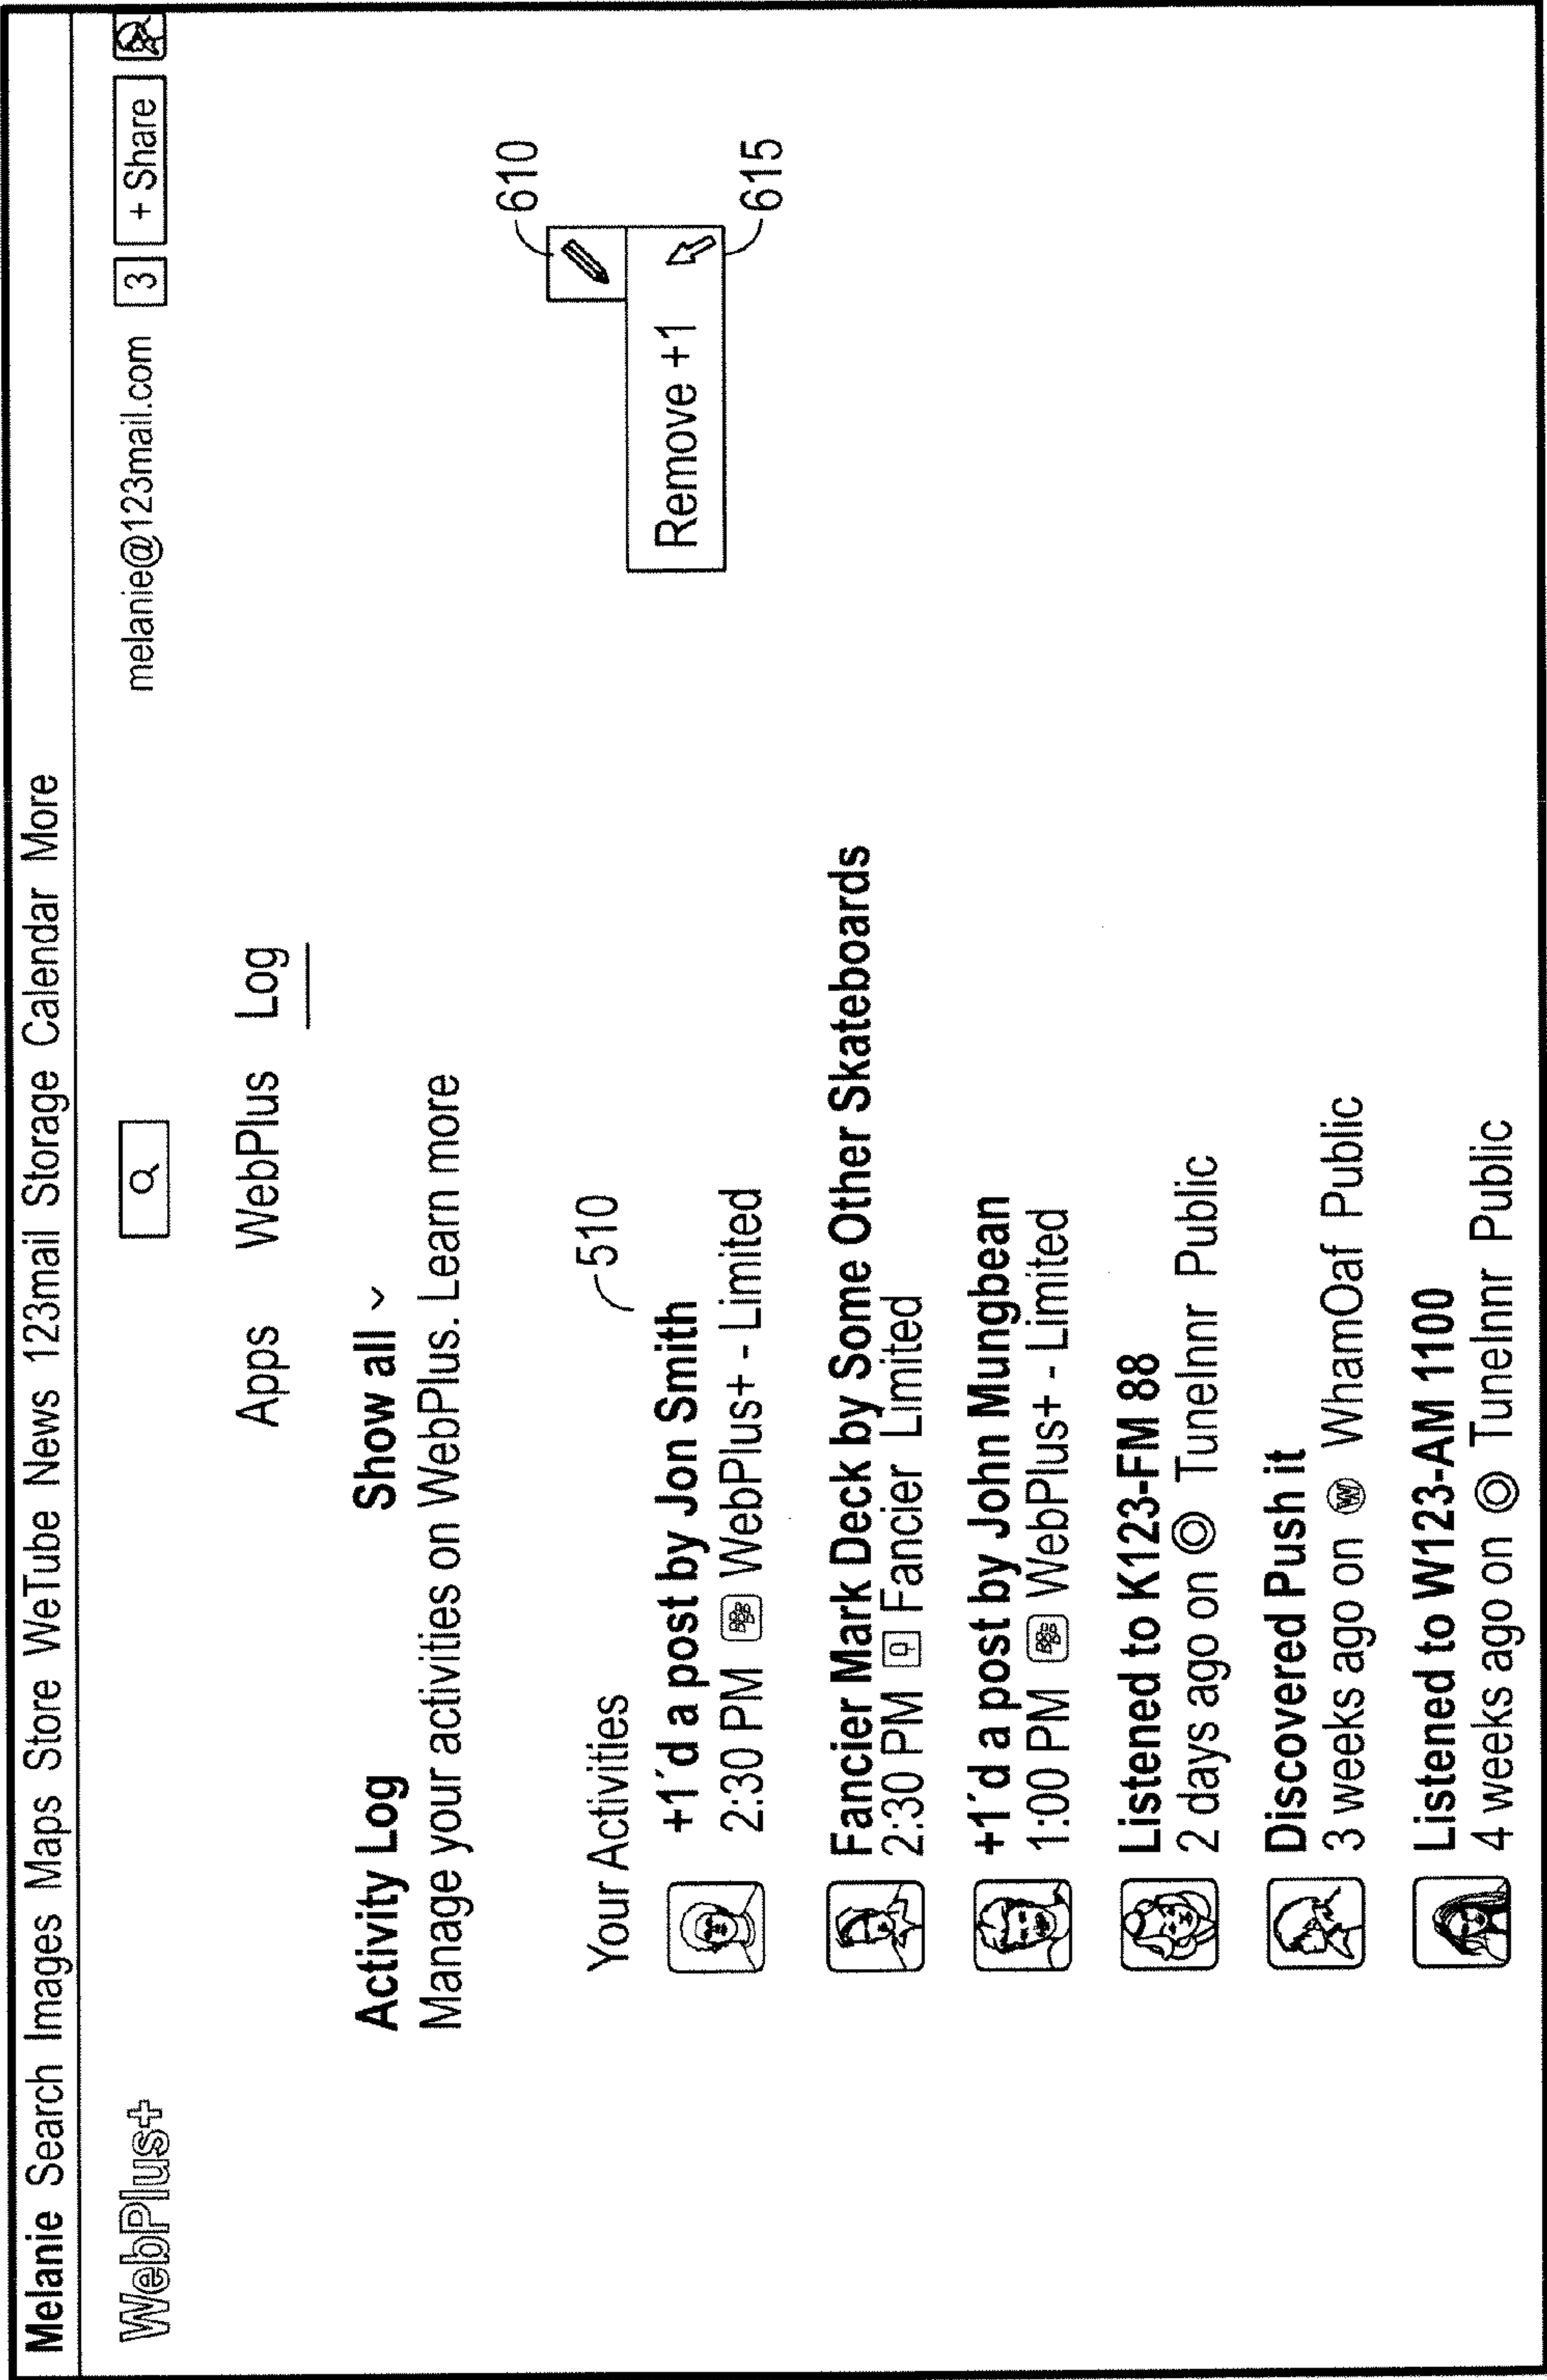 Melanie Search Images Maps Store WeTube News 123mail Storage Calendar More
WebPlus+ melanie@123mail.com 3 + Share
Apps WebPlus Log
Activity Log Show all
Manage your activities on WebPlus. Learn more
610
Your Activities
510
+1´d a post by Jon Smith
2:30 PM WebPlus+ - Limited
Remove +1
615
Fancier Mark Deck by Some Other Skateboards
2:30 PM Fancier Limited
+1´d a post by John Mungbean
1:00 PM WebPlus+ - Limited
Listened to K123-FM 88
2 days ago on TuneInnr Public
Discovered Push it
3 weeks ago on W WhamOaf Public
Listened to W123-AM 1100
4 weeks ago on TuneInnr Public